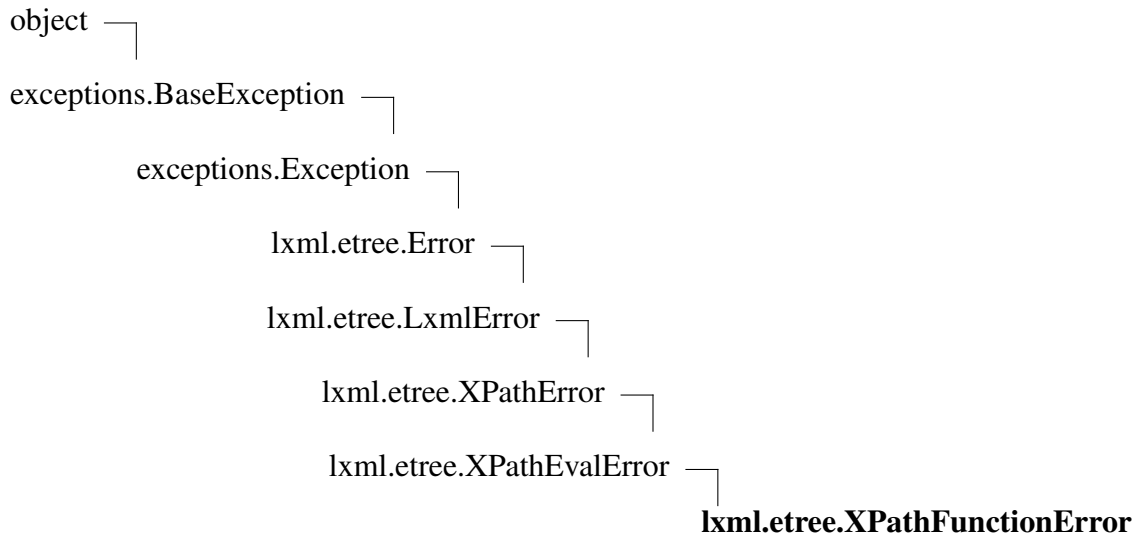 object
exceptions.BaseException
exceptions.Exception
lxml.etree.Error
lxml.etree.LxmlError
lxml.etree.XPathError
lxml.etree.XPathEvalError
lxml.etree.XPathFunctionError